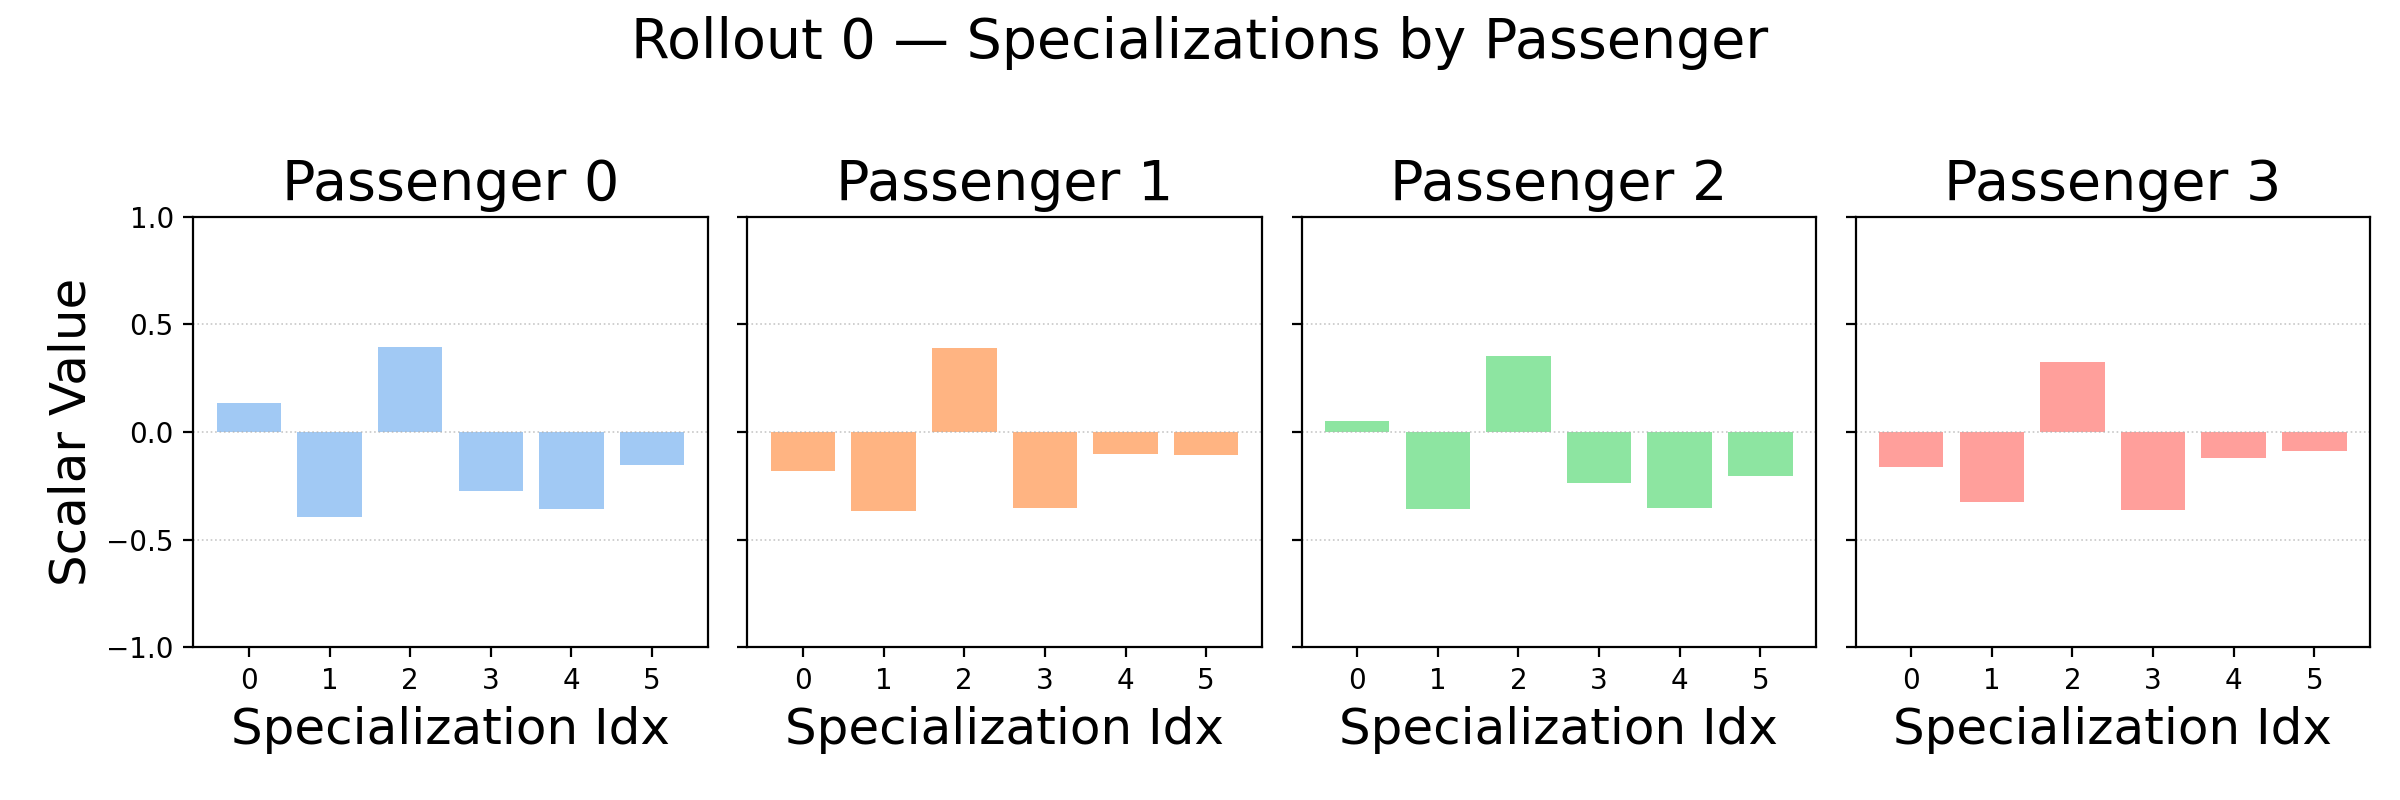 Rollout 0 — Specializations by Passenger
Passenger 0 Passenger 1 Passenger 2 Passenger 3
Scalar Value
1.0
0.5
0.0
−0.5
−1.0
0 1 2 3 4 5 0 1 2 3 4 5 0 1 2 3 4 5 0 1 2 3 4 5
Specialization Idx Specialization Idx Specialization Idx Specialization Idx